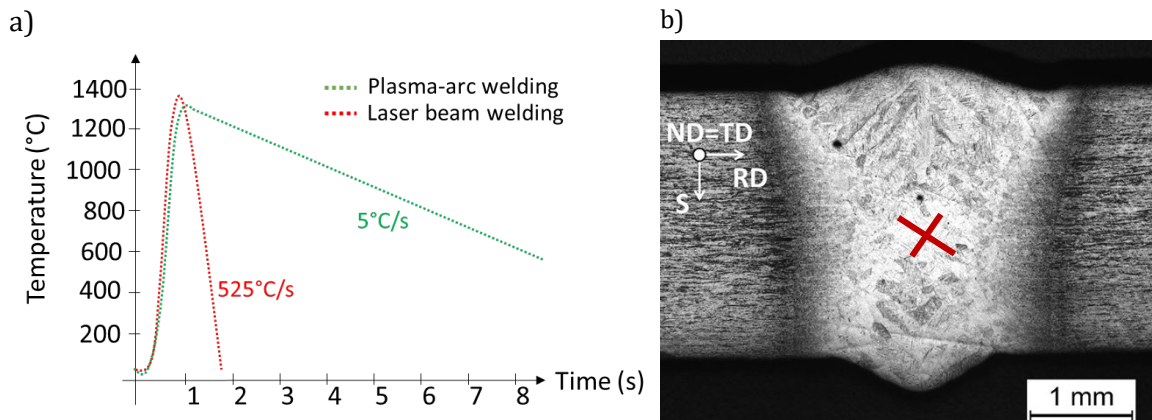 a)
Temperature (°C)
1400
1200
1000
800
600
400
200
Plasma-arc welding
Laser beam welding
5°C/s
525°C/s
1 2 3 4 5 6 7 8
Time (s)
b)
ND=TD
RD
S
1 mm